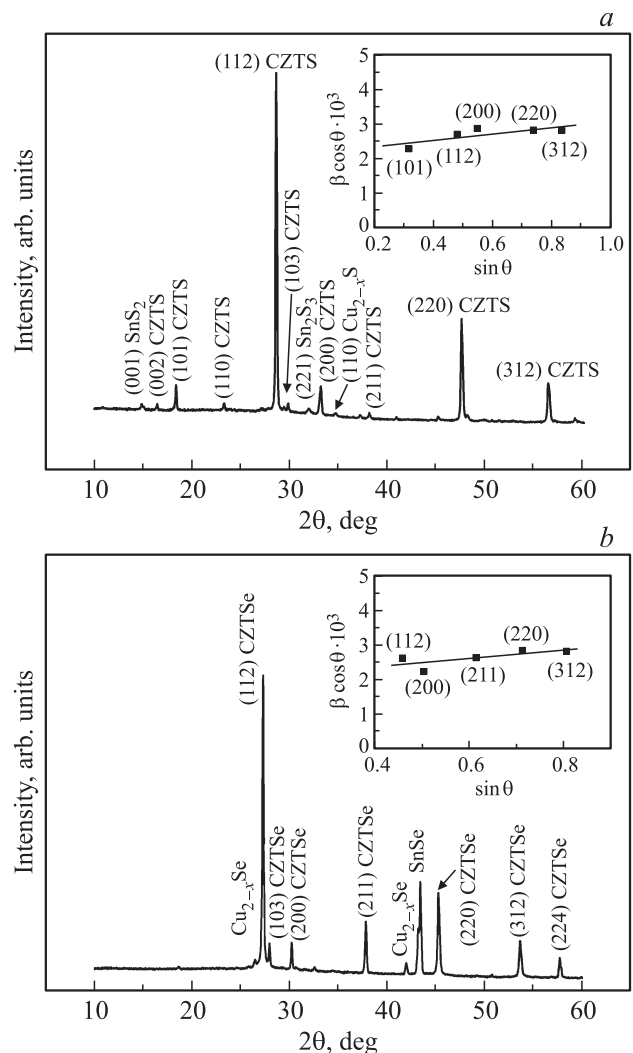 a
(112) CZTS
(001) SnS₂
(002) CZTS
(101) CZTS
(110) CZTS
(103) CZTS
(221) Sn₂S₃
(200) CZTS
(110) Cu₂₋ₓS
(211) CZTS
(220) CZTS
(312) CZTS
Intensity, arb. units
10 20 30 40 50 60
2θ, deg
β cos θ · 10³
5
4
3
2
1
0
(101)
(112)
(200)
(220)
(312)
0.2 0.4 0.6 0.8 1.0
sin θ
b
Cu₂₋ₓSe
(112) CZTSe
(103) CZTSe
(200) CZTSe
(211) CZTSe
Cu₂₋ₓSe
SnSe
(220) CZTSe
(312) CZTSe
(224) CZTSe
Intensity, arb. units
10 20 30 40 50 60
2θ, deg
β cos θ · 10³
5
4
3
2
1
0
(112)
(200)
(211)
(220)
(312)
0.4 0.6 0.8
sin θ